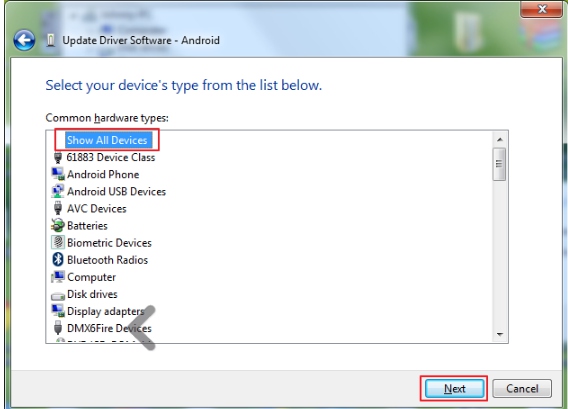 Update Driver Software - Android
Select your device's type from the list below.
Common hardware types:
Show All Devices
61883 Device Class
Android Phone
Android USB Devices
AVC Devices
Batteries
Biometric Devices
Bluetooth Radios
Computer
Disk drives
Display adapters
DMX6Fire Devices
Next
Cancel